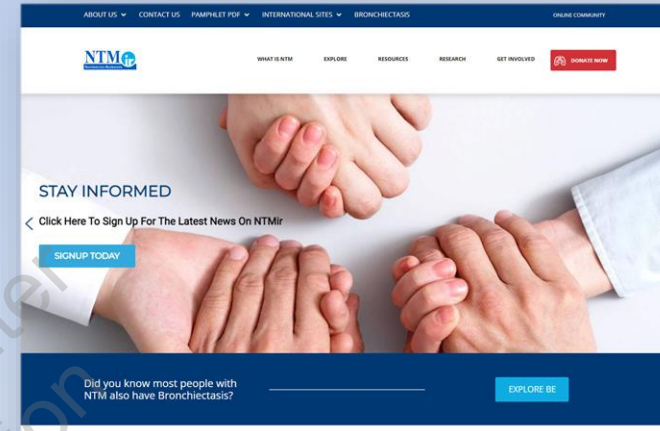 ABOUT US CONTACT US PAMPHLET PDF INTERNATIONAL SITES BRONCHIECTASIS ONLINE COMMUNITY
NTMir
WHAT IS NTM EXPLORE RESOURCES RESEARCH GET INVOLVED DONATE NOW
STAY INFORMED
Click Here To Sign Up For The Latest News On NTMir
SIGNUP TODAY
Did you know most people with
NTM also have Bronchiectasis?
EXPLORE BE